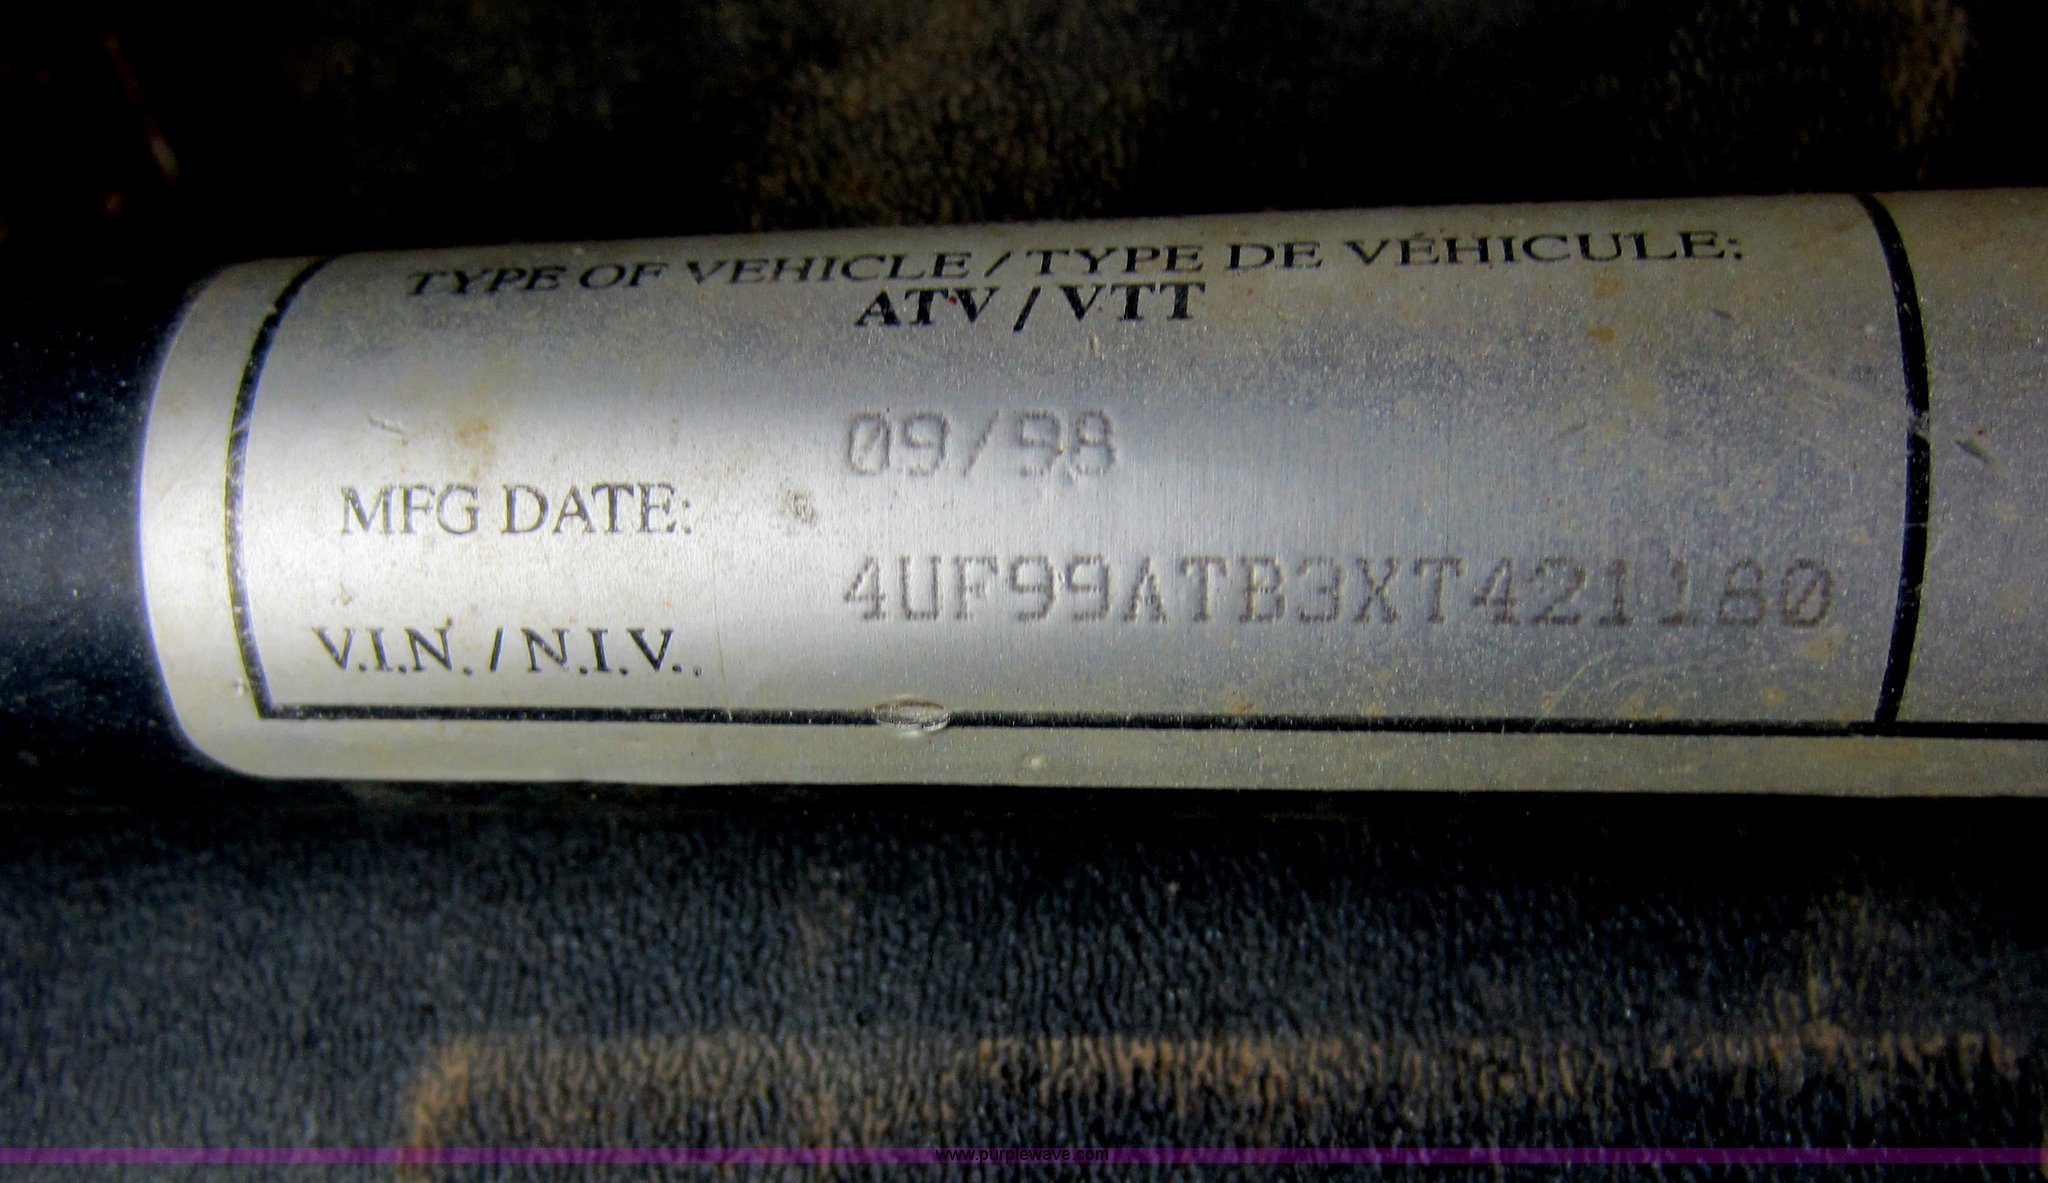 TYPE OF VEHICLE / TYPE DE VÉHICULE:
ATV / VTT
09/98
MFG DATE:
4UF99ATB3XT421180
V.I.N. / N.I.V.:
www.purplewave.com